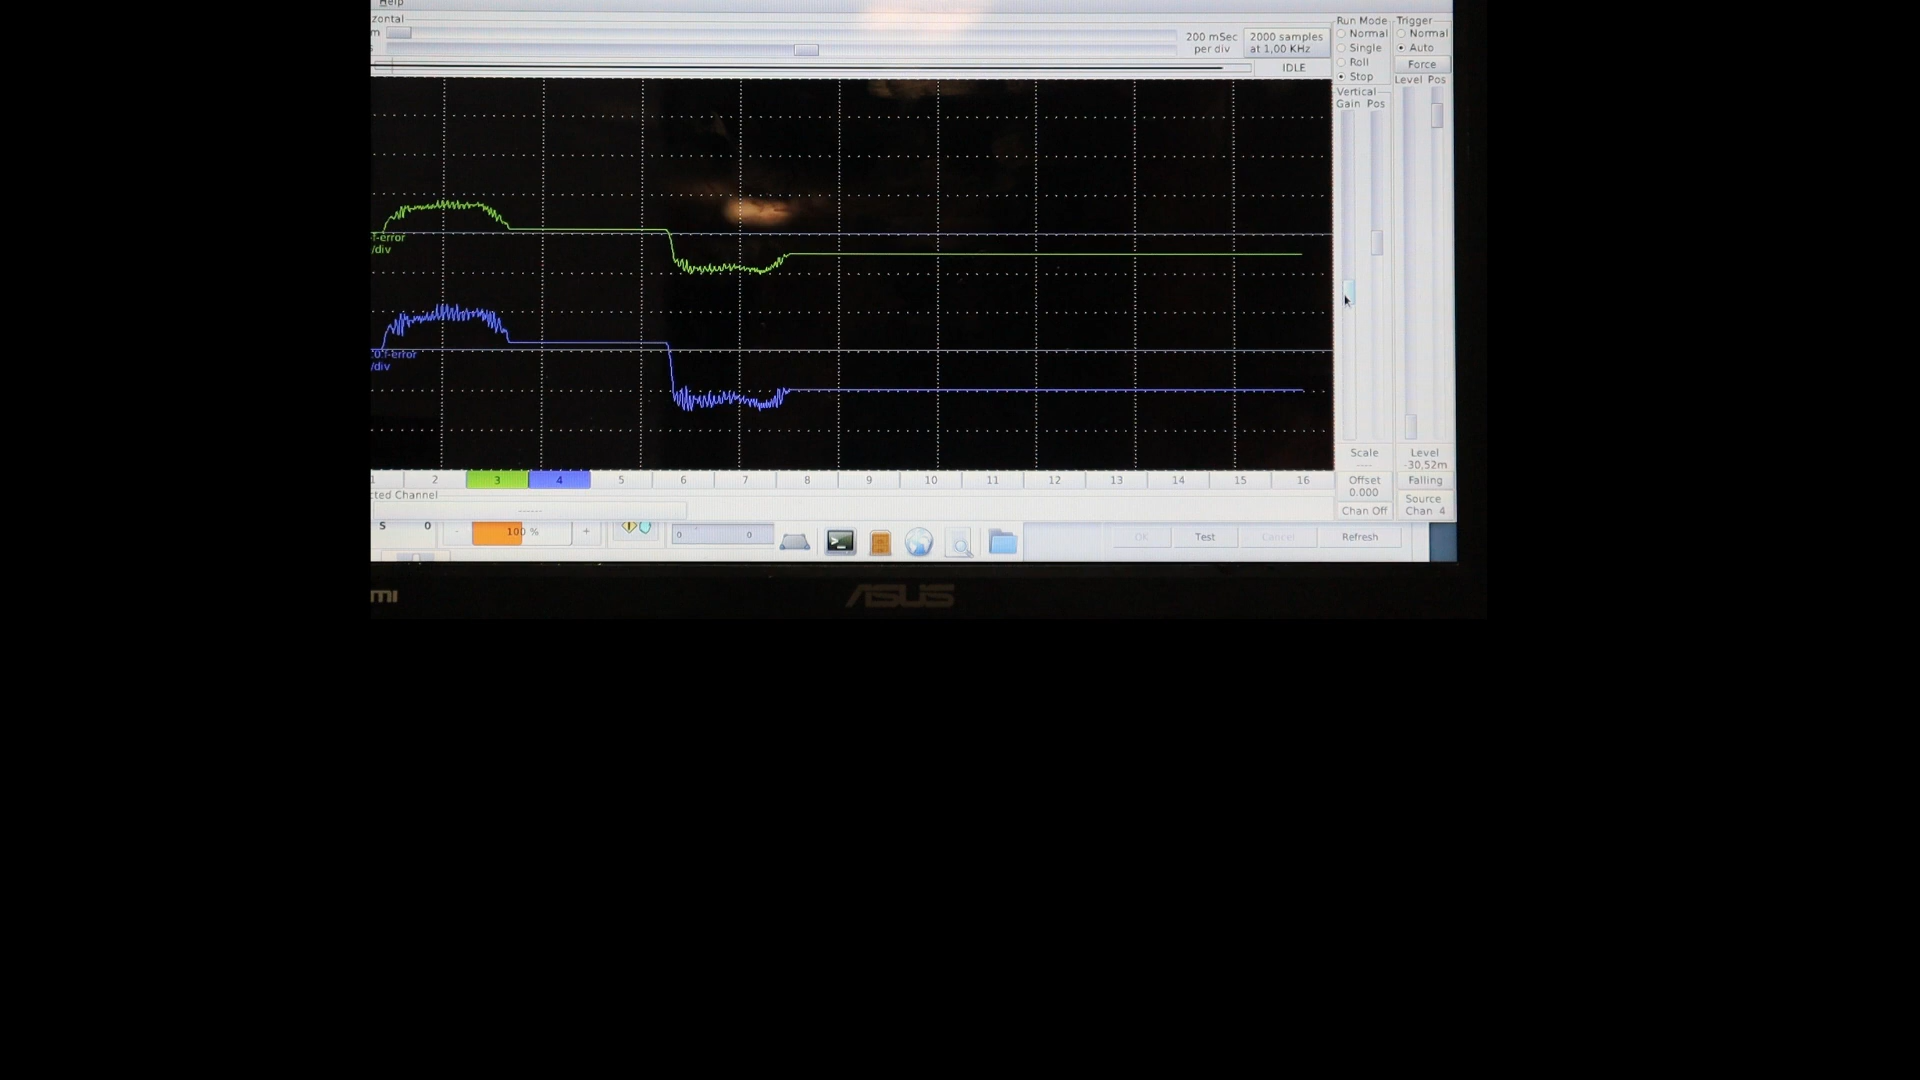 Help
zontal
Run Mode
Trigger
m
200 mSec
per div
2000 samples
at 1,00 KHz
Normal
Single
Roll
Stop
Normal
Auto
Force
IDLE
Level Pos
Vertical
Gain Pos
f-error
/div
0.f-error
/div
Scale
----
Level
-30,52m
1 2 3 4 5 6 7 8 9 10 11 12 13 14 15 16
Offset
0.000
Falling
cted Channel
------
Source
Chan Off
Chan 4
S 0
- 100 % +
0 0
OK Test Cancel Refresh
mi
ASUS